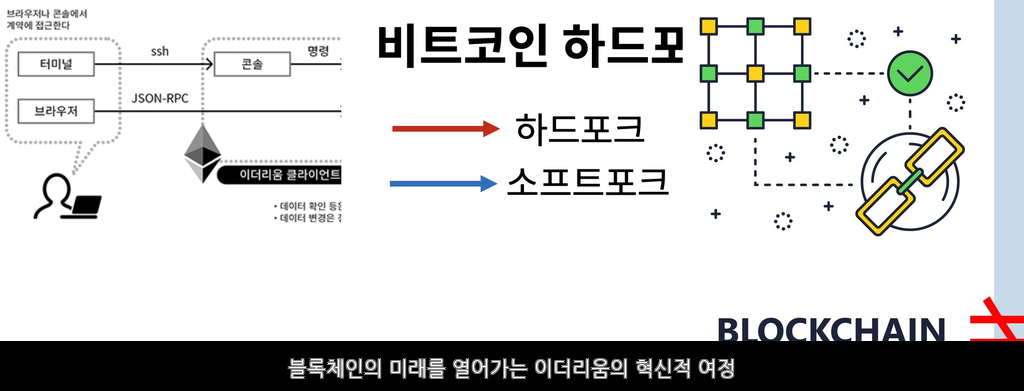 브라우저나 콘솔에서
계약에 접근한다
터미널
ssh
콘솔
명령
브라우저
JSON-RPC
이더리움 클라이언트
• 데이터 확인 등은
• 데이터 변경은
비트코인 하드포
하드포크
소프트포크
BLOCKCHAIN
블록체인의 미래를 열어가는 이더리움의 혁신적 여정